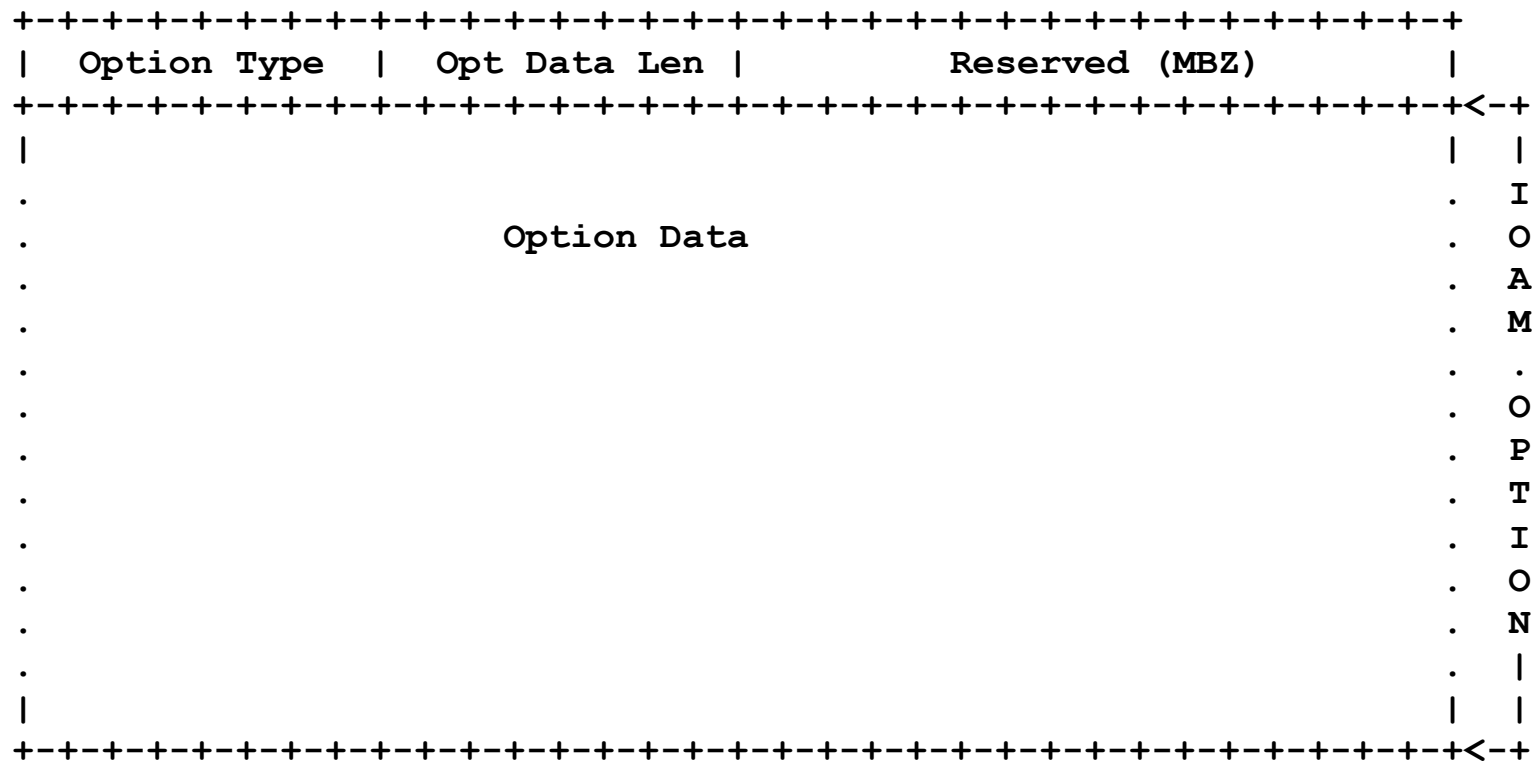 +-+-+-+-+-+-+-+-+-+-+-+-+-+-+-+-+-+-+-+-+-+-+-+-+-+-+-+-+-+-+-+-+
|  Option Type  |  Opt Data Len |         Reserved (MBZ)        |
+-+-+-+-+-+-+-+-+-+-+-+-+-+-+-+-+-+-+-+-+-+-+-+-+-+-+-+-+-+-+-+-+<-+
|                                                               |  |
.                                                               .  I
.                     Option Data                               .  O
.                                                               .  A
.                                                               .  M
.                                                               .  .
.                                                               .  O
.                                                               .  P
.                                                               .  T
.                                                               .  I
.                                                               .  O
.                                                               .  N
.                                                               .  |
|                                                               |  |
+-+-+-+-+-+-+-+-+-+-+-+-+-+-+-+-+-+-+-+-+-+-+-+-+-+-+-+-+-+-+-+-+<-+